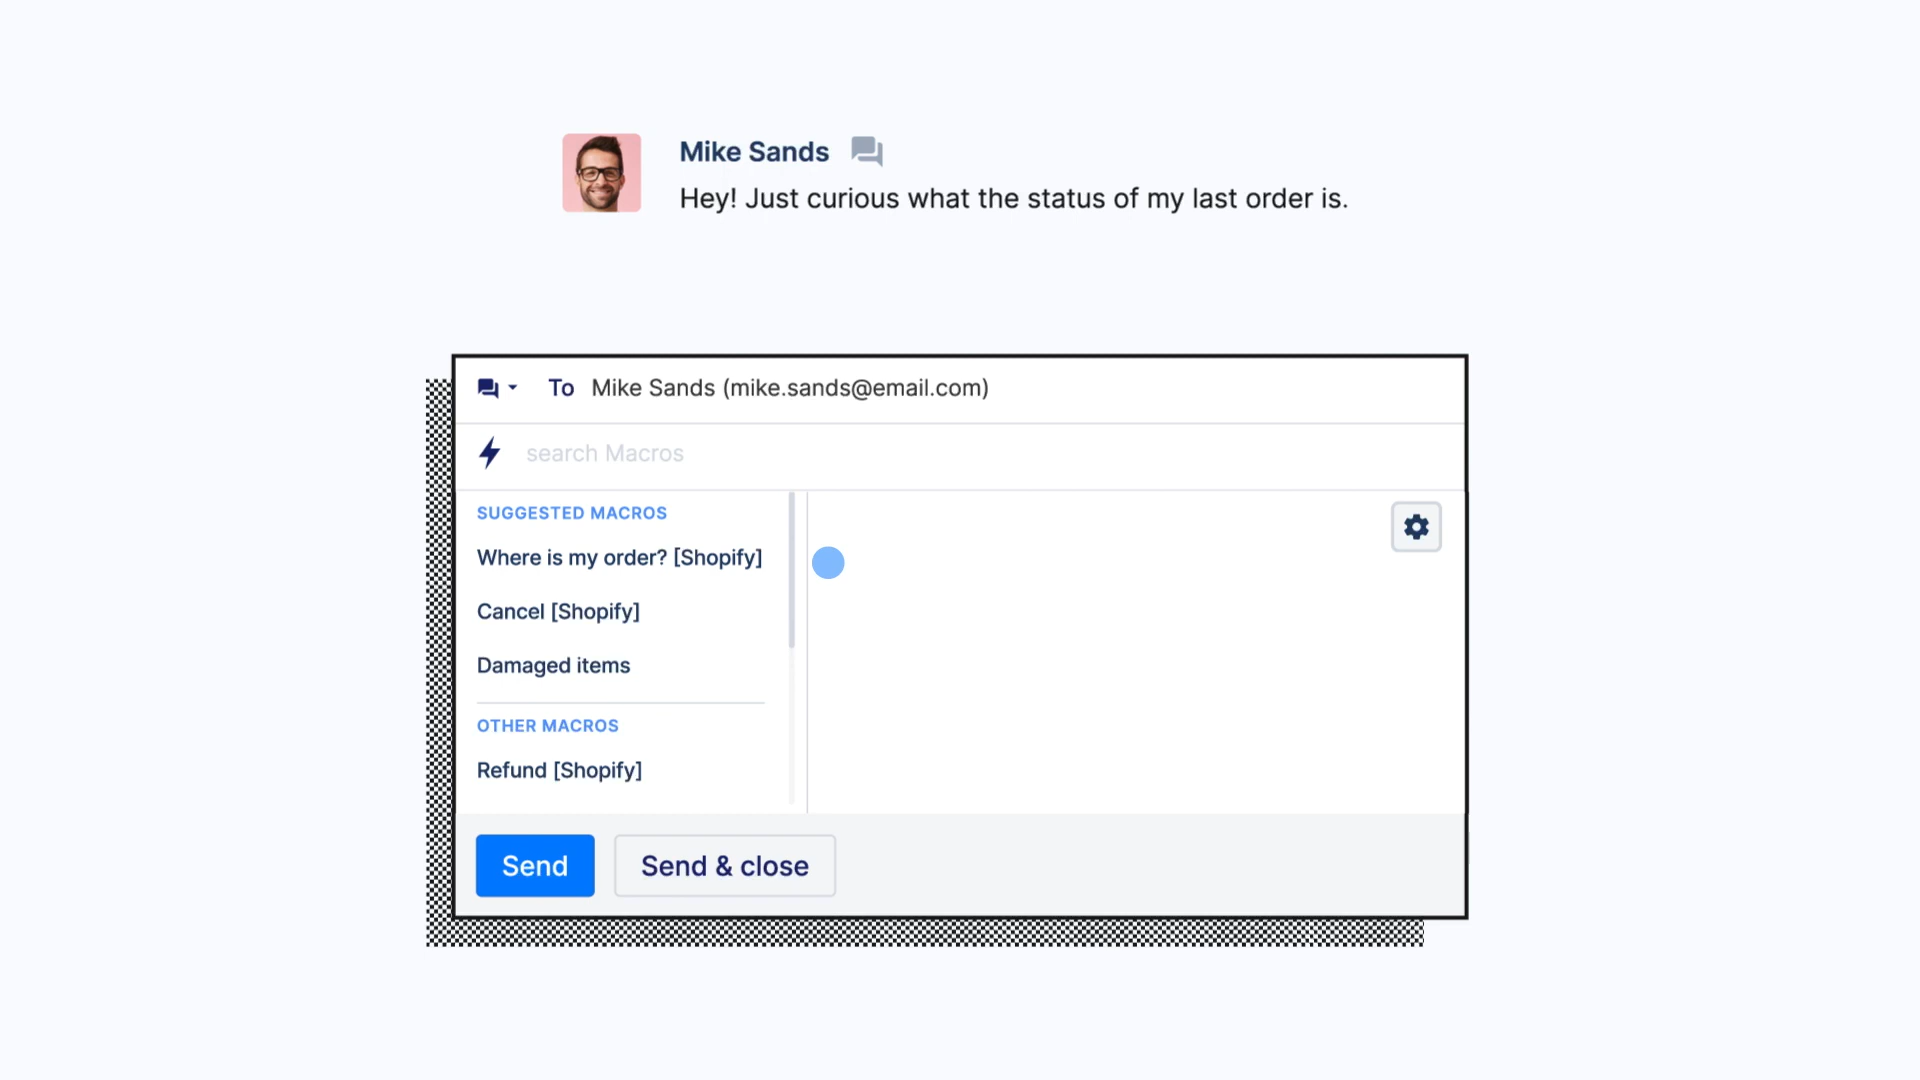 Mike Sands
Hey! Just curious what the status of my last order is.
To Mike Sands (mike.sands@email.com)
search Macros
SUGGESTED MACROS
Where is my order? [Shopify]
Cancel [Shopify]
Damaged items
OTHER MACROS
Refund [Shopify]
Send Send & close